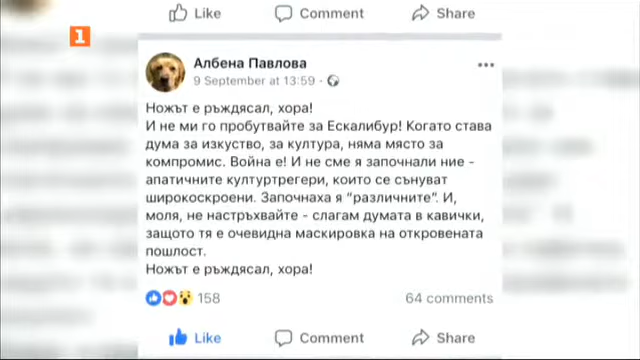 Like Comment Share
1
Албена Павлова
9 September at 13:59
Ножът е ръждясал, хора!
И не ми го пробутвайте за Ескалибур! Когато става
дума за изкуство, за култура, няма място за
компромис. Война е! И не сме я започнали ние -
апатичните културтрегери, които се сънуват
широкоскроени. Започнаха я "различните". И,
моля, не настръхвайте - слагам думата в кавички,
защото тя е очевидна маскировка на откровената
пошлост.
Ножът е ръждясал, хора!
158 64 comments
Like Comment Share